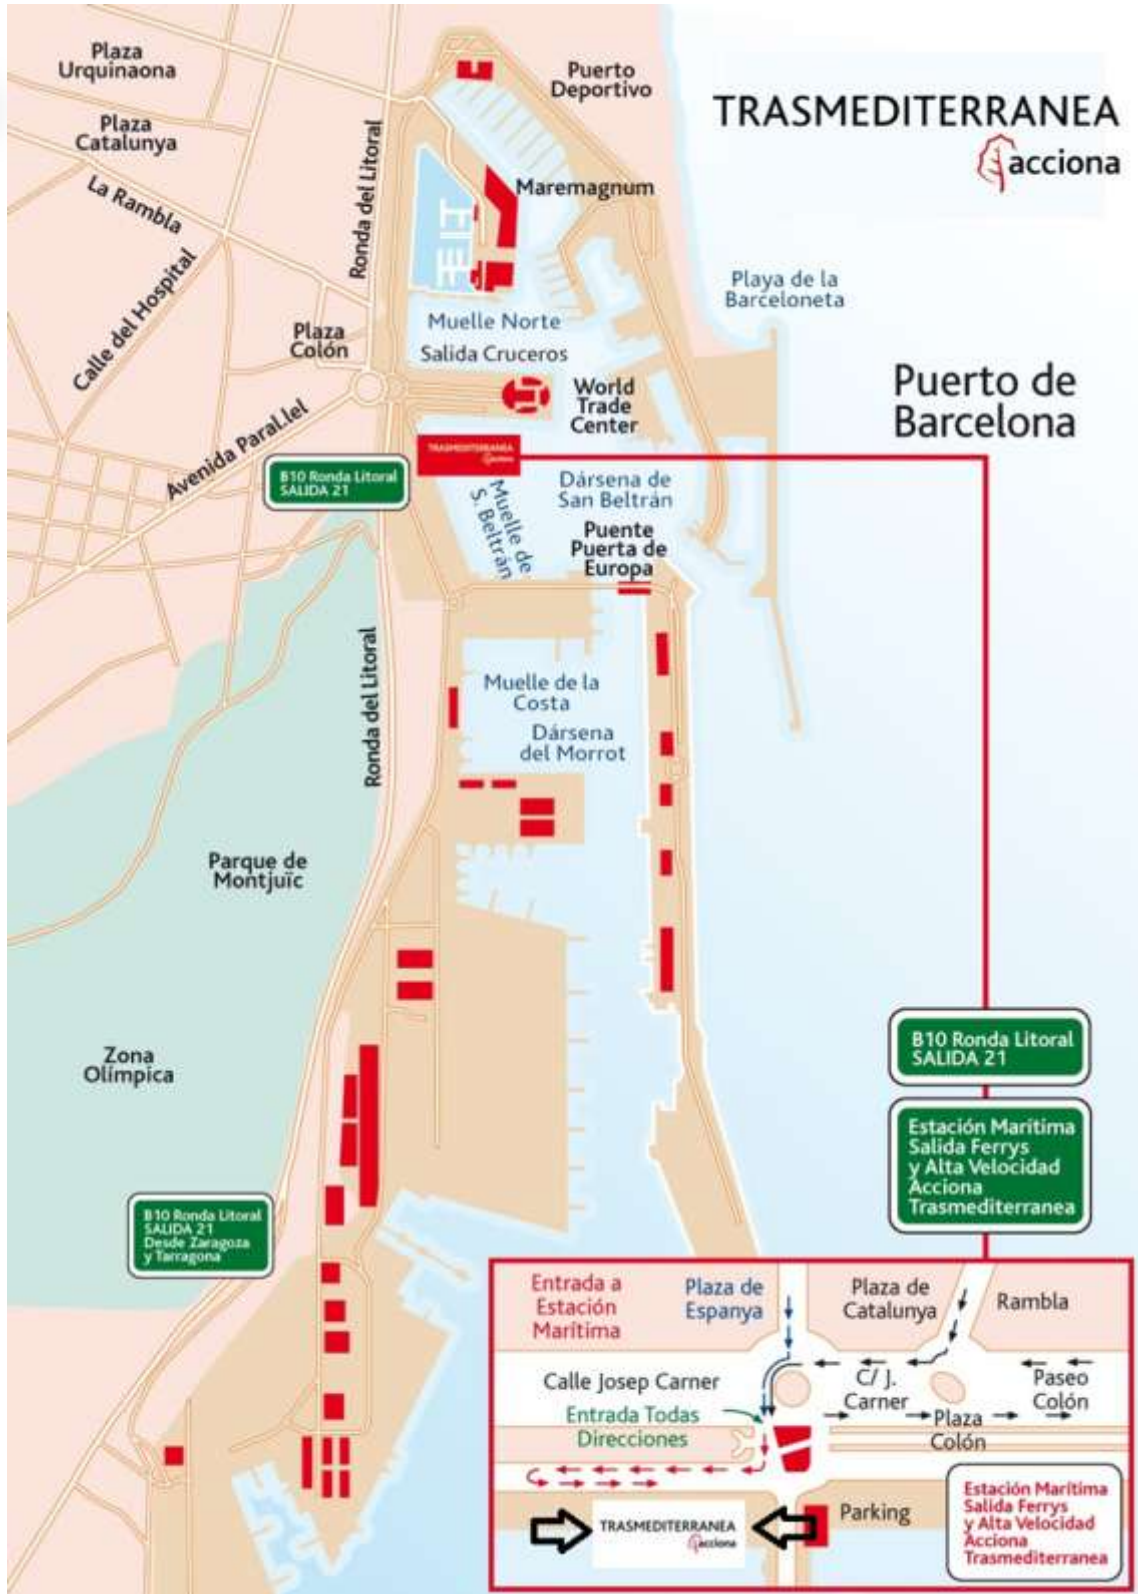 Plaza
Urquinaona
Plaza
Catalunya
La Rambla
Calle del Hospital
Ronda del Litoral
Puerto
Deportivo
TRASMEDITERRANEA
acciona
Maremagnum
Playa de la
Barceloneta
Muelle Norte
Salida Cruceros
Plaza
Colón
World
Trade
Center
Puerto de
Barcelona
Avenida Paral.lel
TRASMEDITERRANEA
acciona
B10 Ronda Litoral
SALIDA 21
Muelle de
S. Beltrán
Dársena de
San Beltrán
Puente
Puerta de
Europa
Ronda del Litoral
Muelle de la
Costa
Dársena
del Morrot
Parque de
Montjuïc
Zona
Olímpica
B10 Ronda Litoral
SALIDA 21
Estación Marítima
Salida Ferrys
y Alta Velocidad
Acciona
Trasmediterranea
B10 Ronda Litoral
SALIDA 21
Desde Zaragoza
y Tarragona
Entrada a
Estación
Marítima
Plaza de
Espanya
Plaza de
Catalunya
Rambla
Calle Josep Carner
C/ J.
Carner
Paseo
Colón
Entrada Todas
Direcciones
Plaza
Colón
TRASMEDITERRANEA
acciona
Parking
Estación Marítima
Salida Ferrys
y Alta Velocidad
Acciona
Trasmediterranea